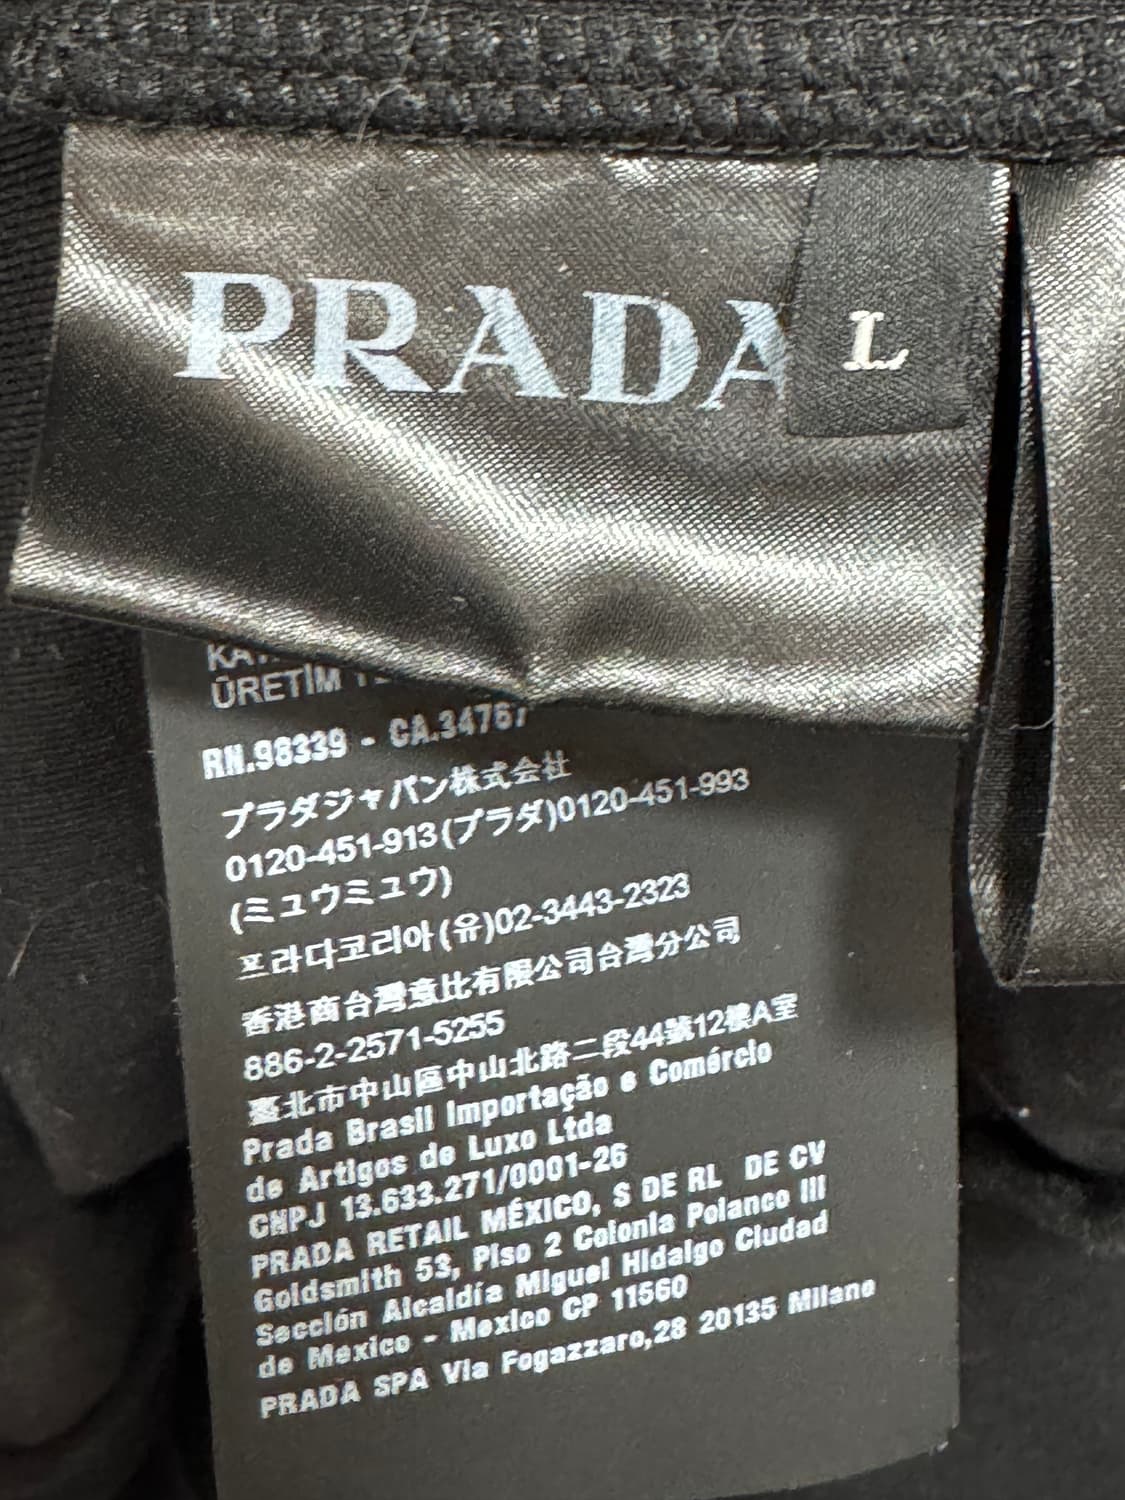 PRADA
L
ÜRETİM
RN.98339 - CA.34767
プラダジャパン株式会社
0120-451-913(プラダ)0120-451-993
(ミュウミュウ)
프라다코리아(유)02-3443-2323
香港商台灣意比有限公司台灣分公司
886-2-2571-5255
臺北市中山區中山北路二段44號12樓A室
Prada Brasil Importação e Comércio
de Artigos de Luxo Ltda
CNPJ 13.633.271/0001-26
PRADA RETAIL MÉXICO, S DE RL DE CV
Goldsmith 53, Piso 2 Colonia Polanco III
Sección Alcaldía Miguel Hidalgo Ciudad
de Mexico - Mexico CP 11560
PRADA SPA Via Fogazzaro,28 20135 Milano